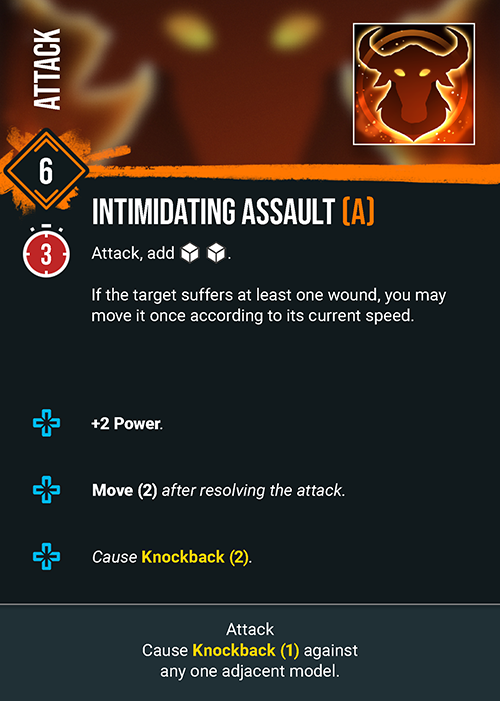 ATTACK
6
INTIMIDATING ASSAULT (A)
3
Attack, add .
If the target suffers at least one wound, you may
move it once according to its current speed.
+2 Power.
Move (2) after resolving the attack.
Cause Knockback (2).
Attack
Cause Knockback (1) against
any one adjacent model.